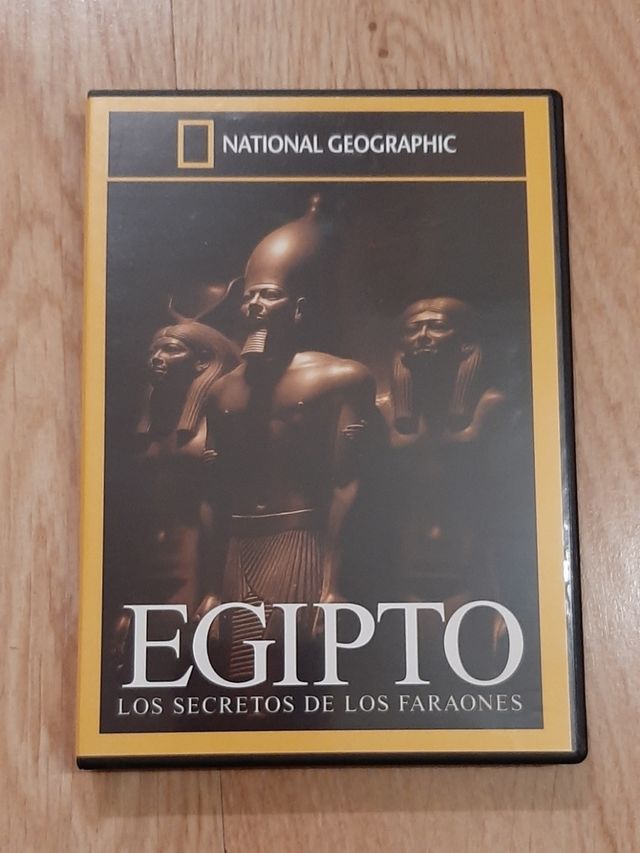 NATIONAL GEOGRAPHIC
EGIPTO
LOS SECRETOS DE LOS FARAONES